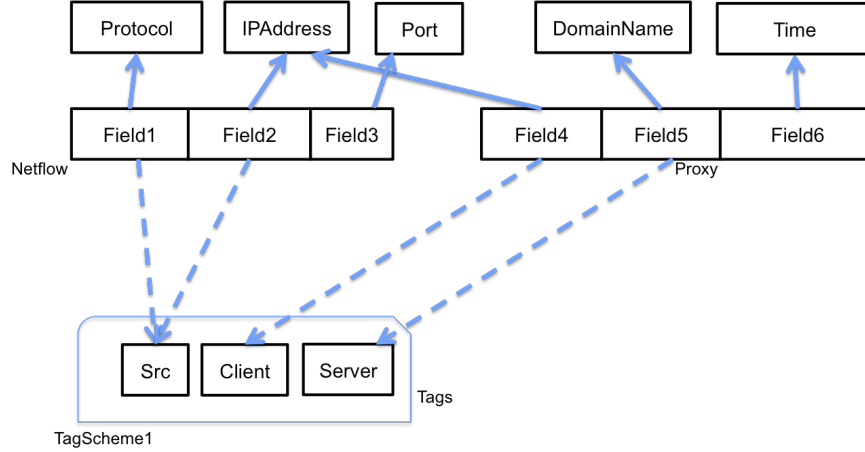 Protocol
IPAddress
Port
DomainName
Time
Field1
Field2
Field3
Field4
Field5
Field6
Netflow
Proxy
Src
Client
Server
Tags
TagScheme1